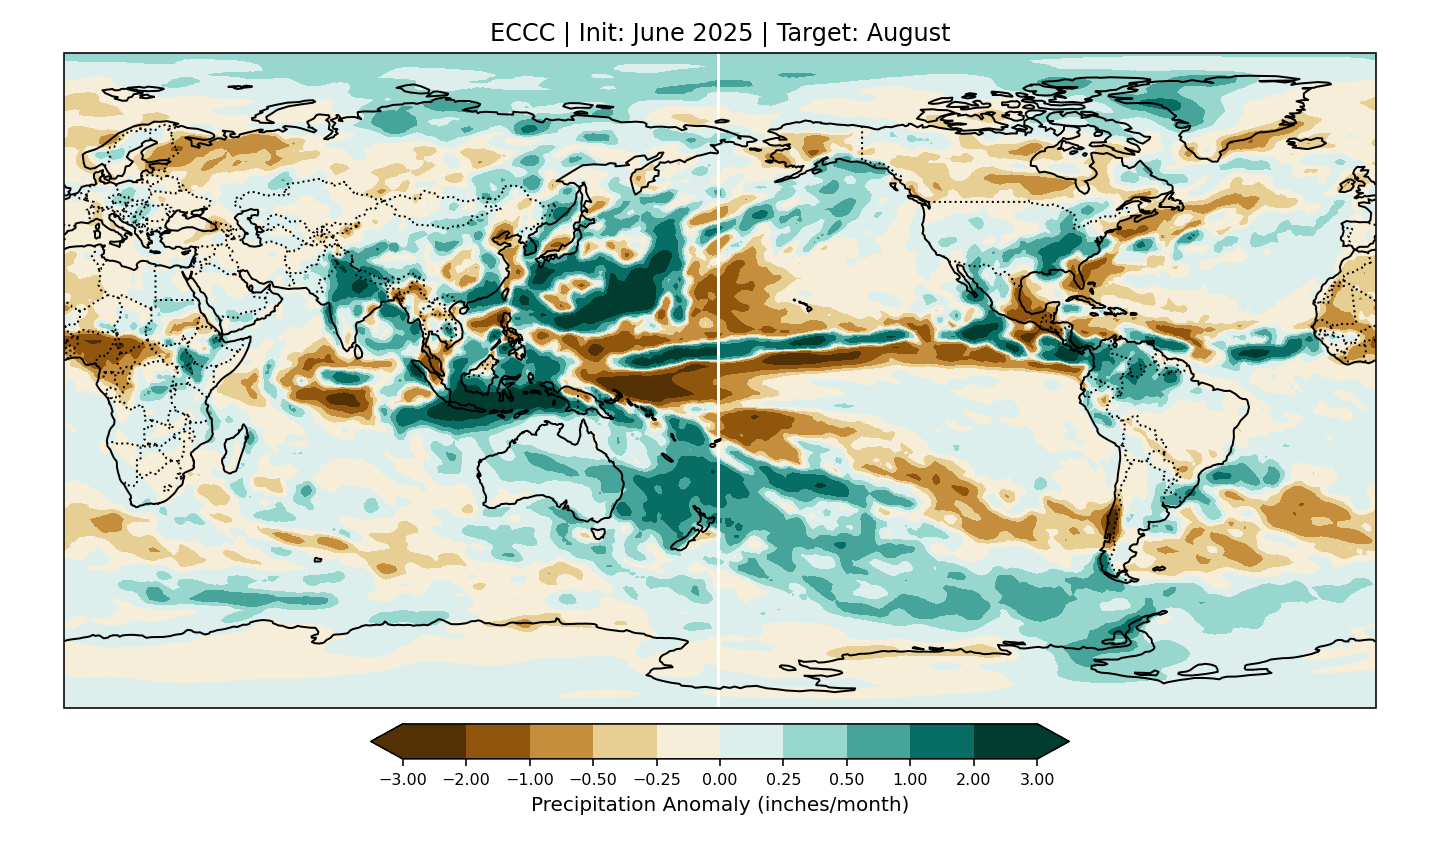 ECCC | Init: June 2025 | Target: August
−3.00 −2.00 −1.00 −0.50 −0.25 0.00 0.25 0.50 1.00 2.00 3.00
Precipitation Anomaly (inches/month)